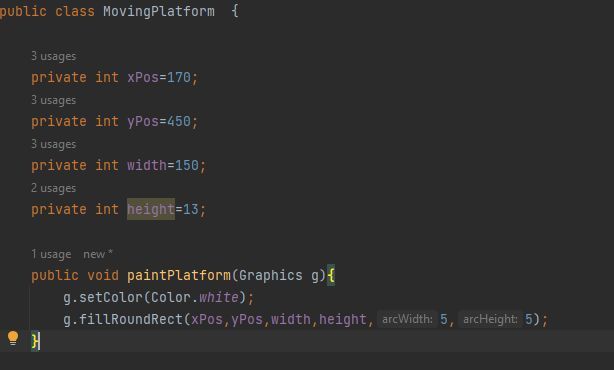 public class MovingPlatform  {
3 usages
private int xPos=170;
3 usages
private int yPos=450;
3 usages
private int width=150;
2 usages
private int height=13;
1 usage   new *
public void paintPlatform(Graphics g){
g.setColor(Color.white);
g.fillRoundRect(xPos,yPos,width,height, arcWidth: 5, arcHeight: 5);
}